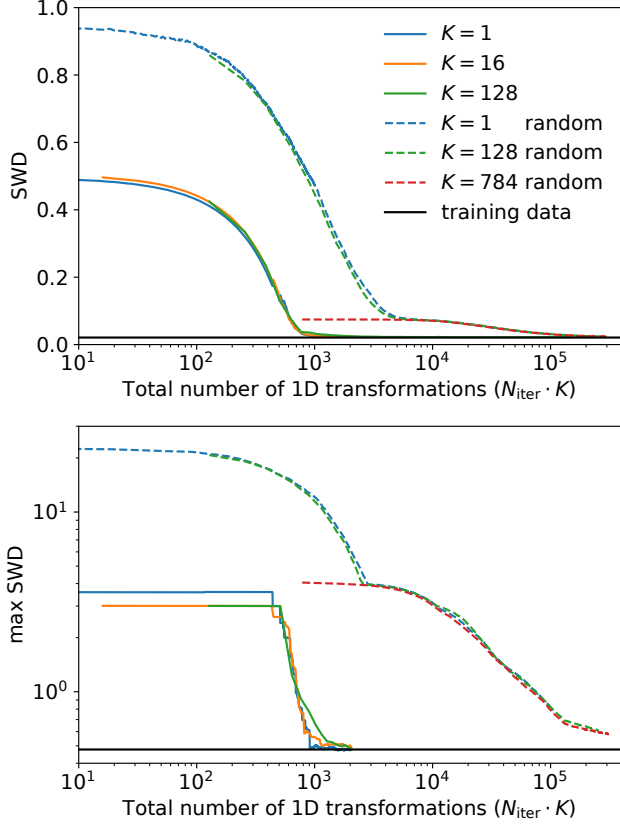 1.0
0.8
0.6
0.4
0.2
0.0
SWD
K = 1
K = 16
K = 128
K = 1 random
K = 128 random
K = 784 random
training data
10^1 10^2 10^3 10^4 10^5
Total number of 1D transformations (N_iter · K)
10^1
10^0
max SWD
10^1 10^2 10^3 10^4 10^5
Total number of 1D transformations (N_iter · K)